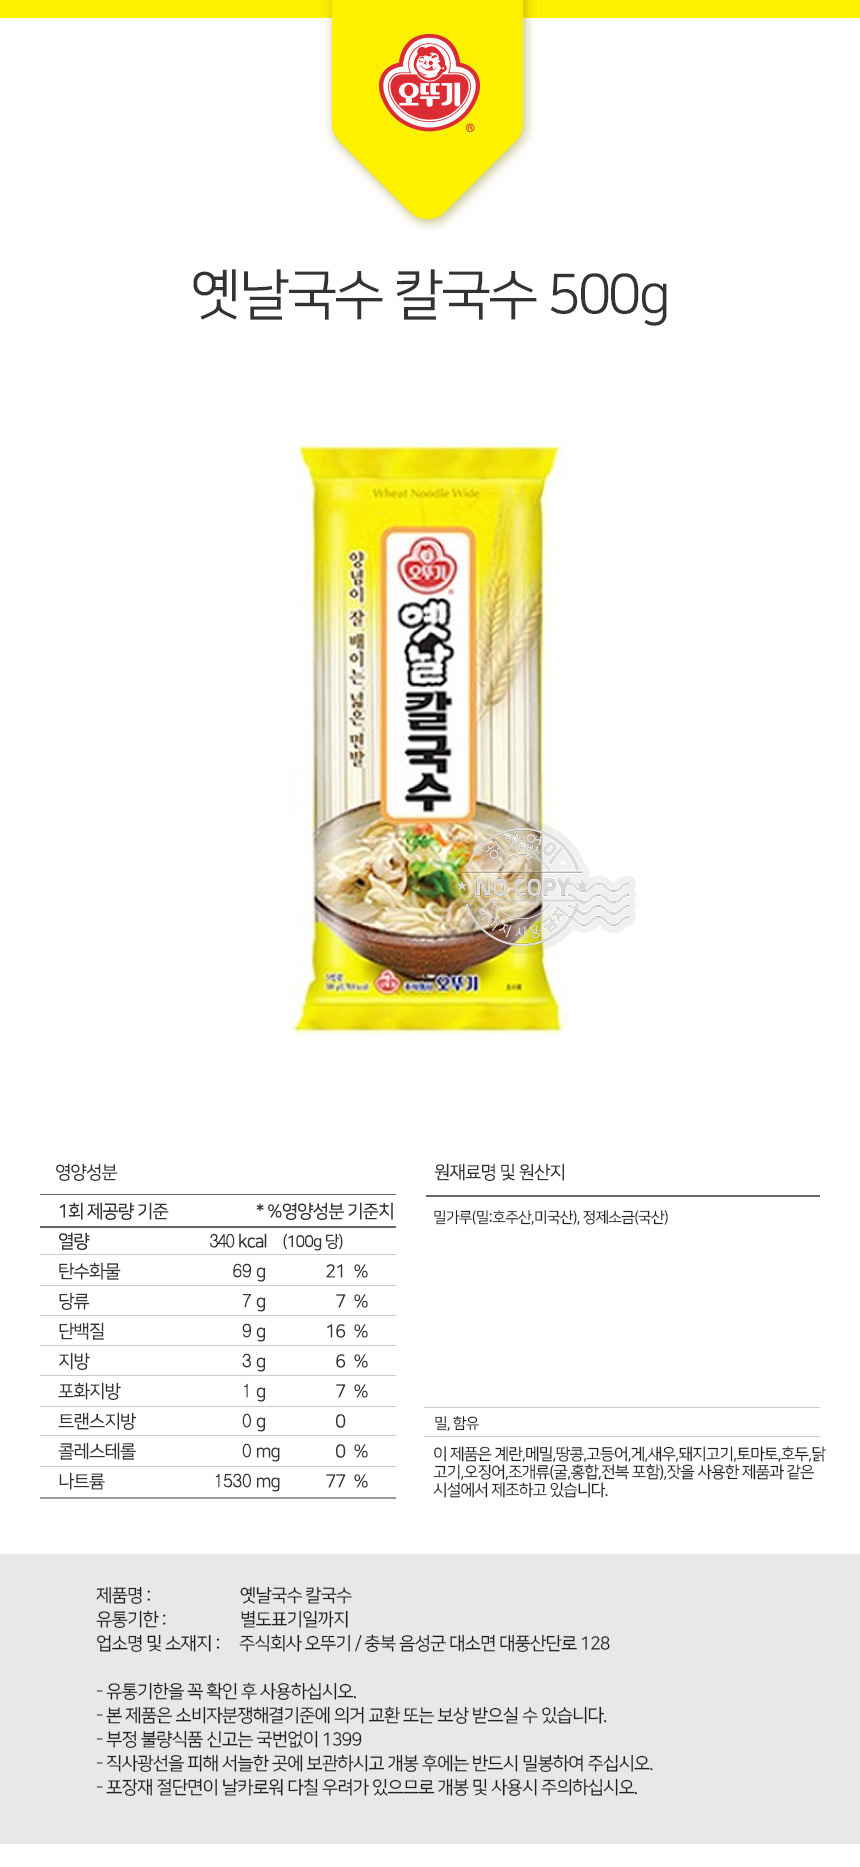 오뚜기
®
옛날국수 칼국수 500g
Wheat Noodle Wide
오뚜기
양념이 잘 배이는 넓은 면발
옛날
칼국수
허가없이
NO COPY
이미지 사용금지
주식회사 오뚜기
영양성분
1회 제공량 기준 * %영양성분 기준치
열량 340 kcal (100g 당)
탄수화물 69 g 21 %
당류 7 g 7 %
단백질 9 g 16 %
지방 3 g 6 %
포화지방 1 g 7 %
트랜스지방 0 g 0
콜레스테롤 0 mg 0 %
나트륨 1530 mg 77 %
원재료명 및 원산지
밀가루(밀:호주산,미국산), 정제소금(국산)
밀, 함유
이 제품은 계란,메밀,땅콩,고등어,게,새우,돼지고기,토마토,호두,닭
고기,오징어,조개류(굴,홍합,전복 포함),잣을 사용한 제품과 같은
시설에서 제조하고 있습니다.
제품명 : 옛날국수 칼국수
유통기한 : 별도표기일까지
업소명 및 소재지 : 주식회사 오뚜기 / 충북 음성군 대소면 대풍산단로 128
- 유통기한을 꼭 확인 후 사용하십시오.
- 본 제품은 소비자분쟁해결기준에 의거 교환 또는 보상 받으실 수 있습니다.
- 부정 불량식품 신고는 국번없이 1399
- 직사광선을 피해 서늘한 곳에 보관하시고 개봉 후에는 반드시 밀봉하여 주십시오.
- 포장재 절단면이 날카로워 다칠 우려가 있으므로 개봉 및 사용시 주의하십시오.